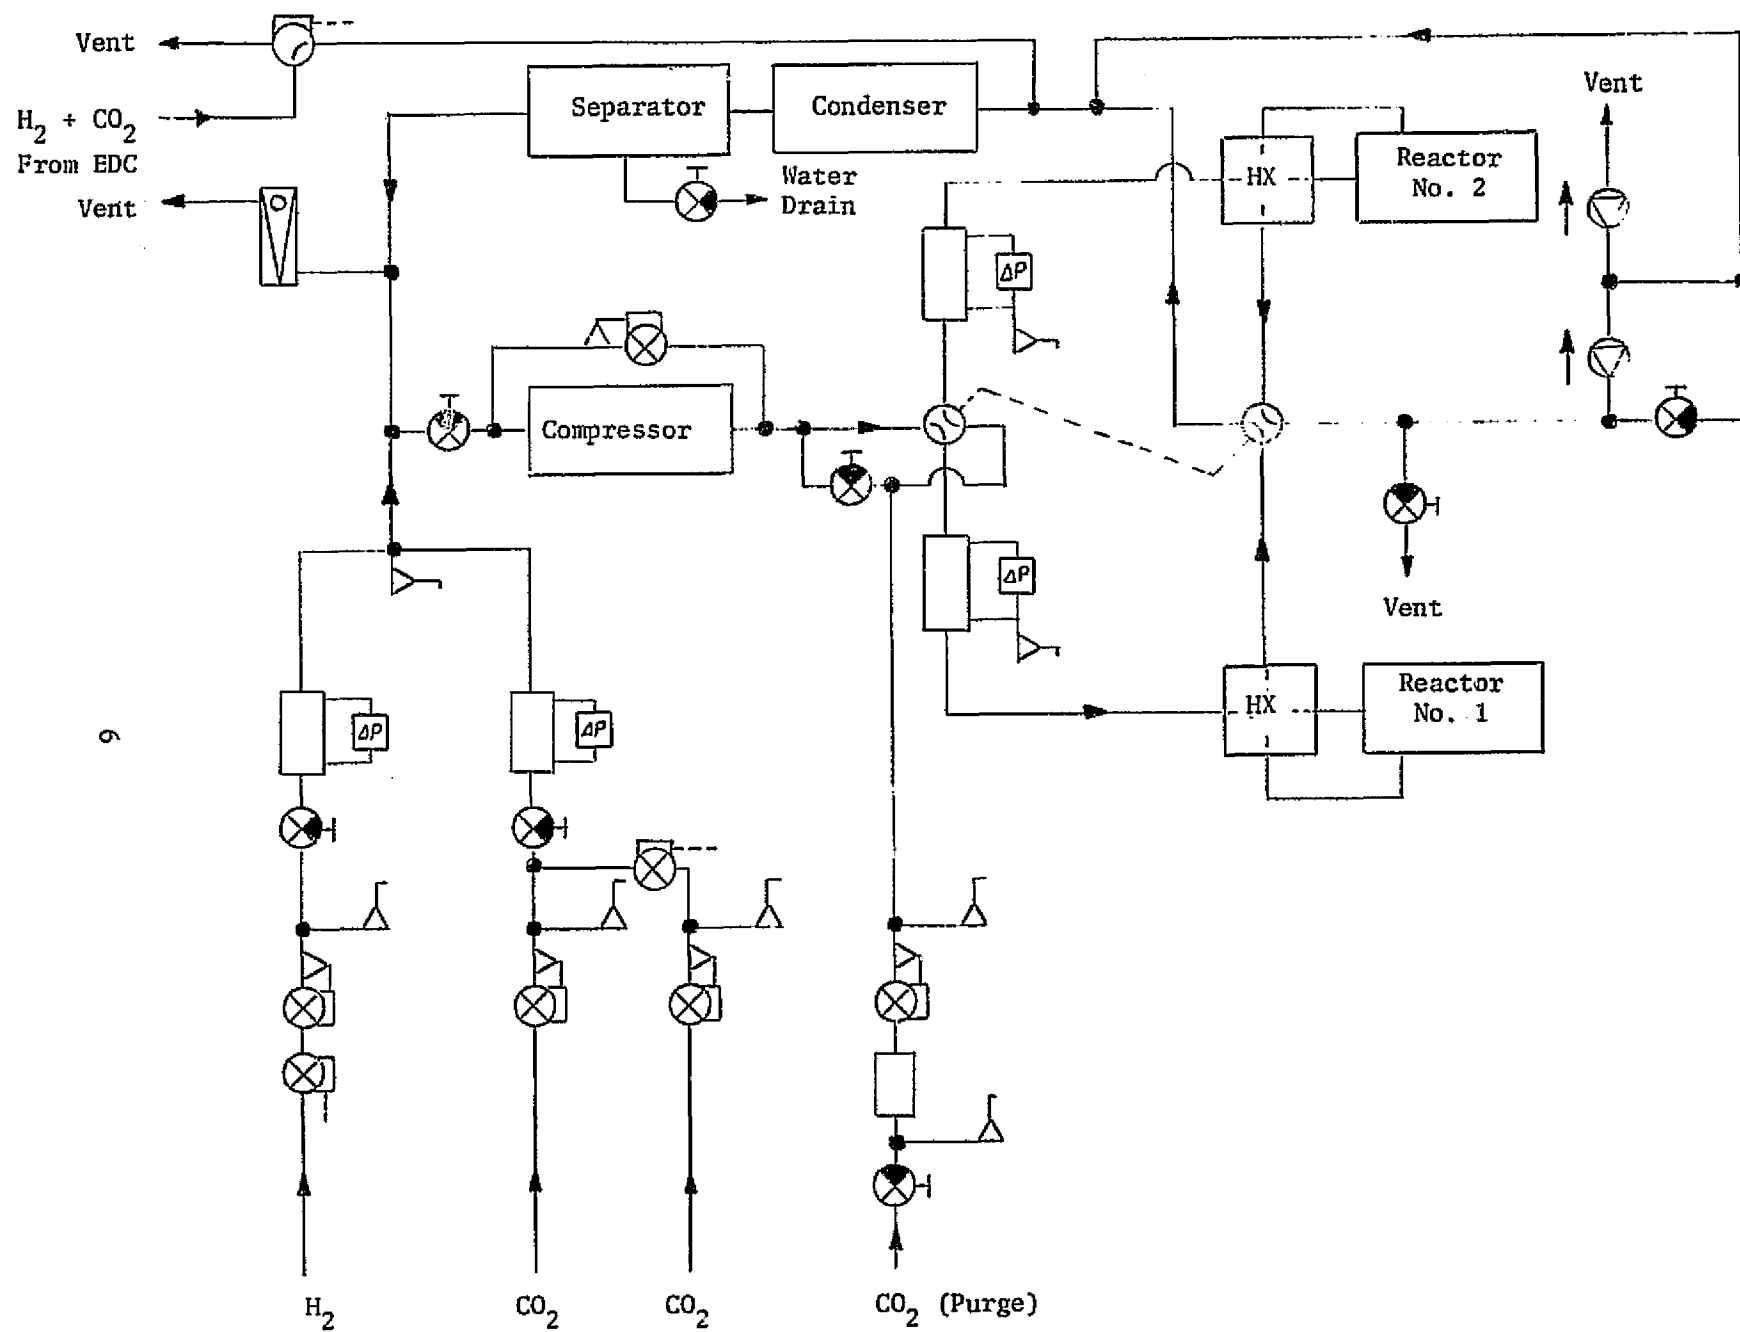 Vent
H2 + CO2
From EDC
Vent
Separator
Condenser
Water
Drain
HX
Reactor
No. 2
Vent
ΔP
Compressor
ΔP
Vent
HX
Reactor
No. 1
ΔP
ΔP
6
H2
CO2
CO2
CO2 (Purge)